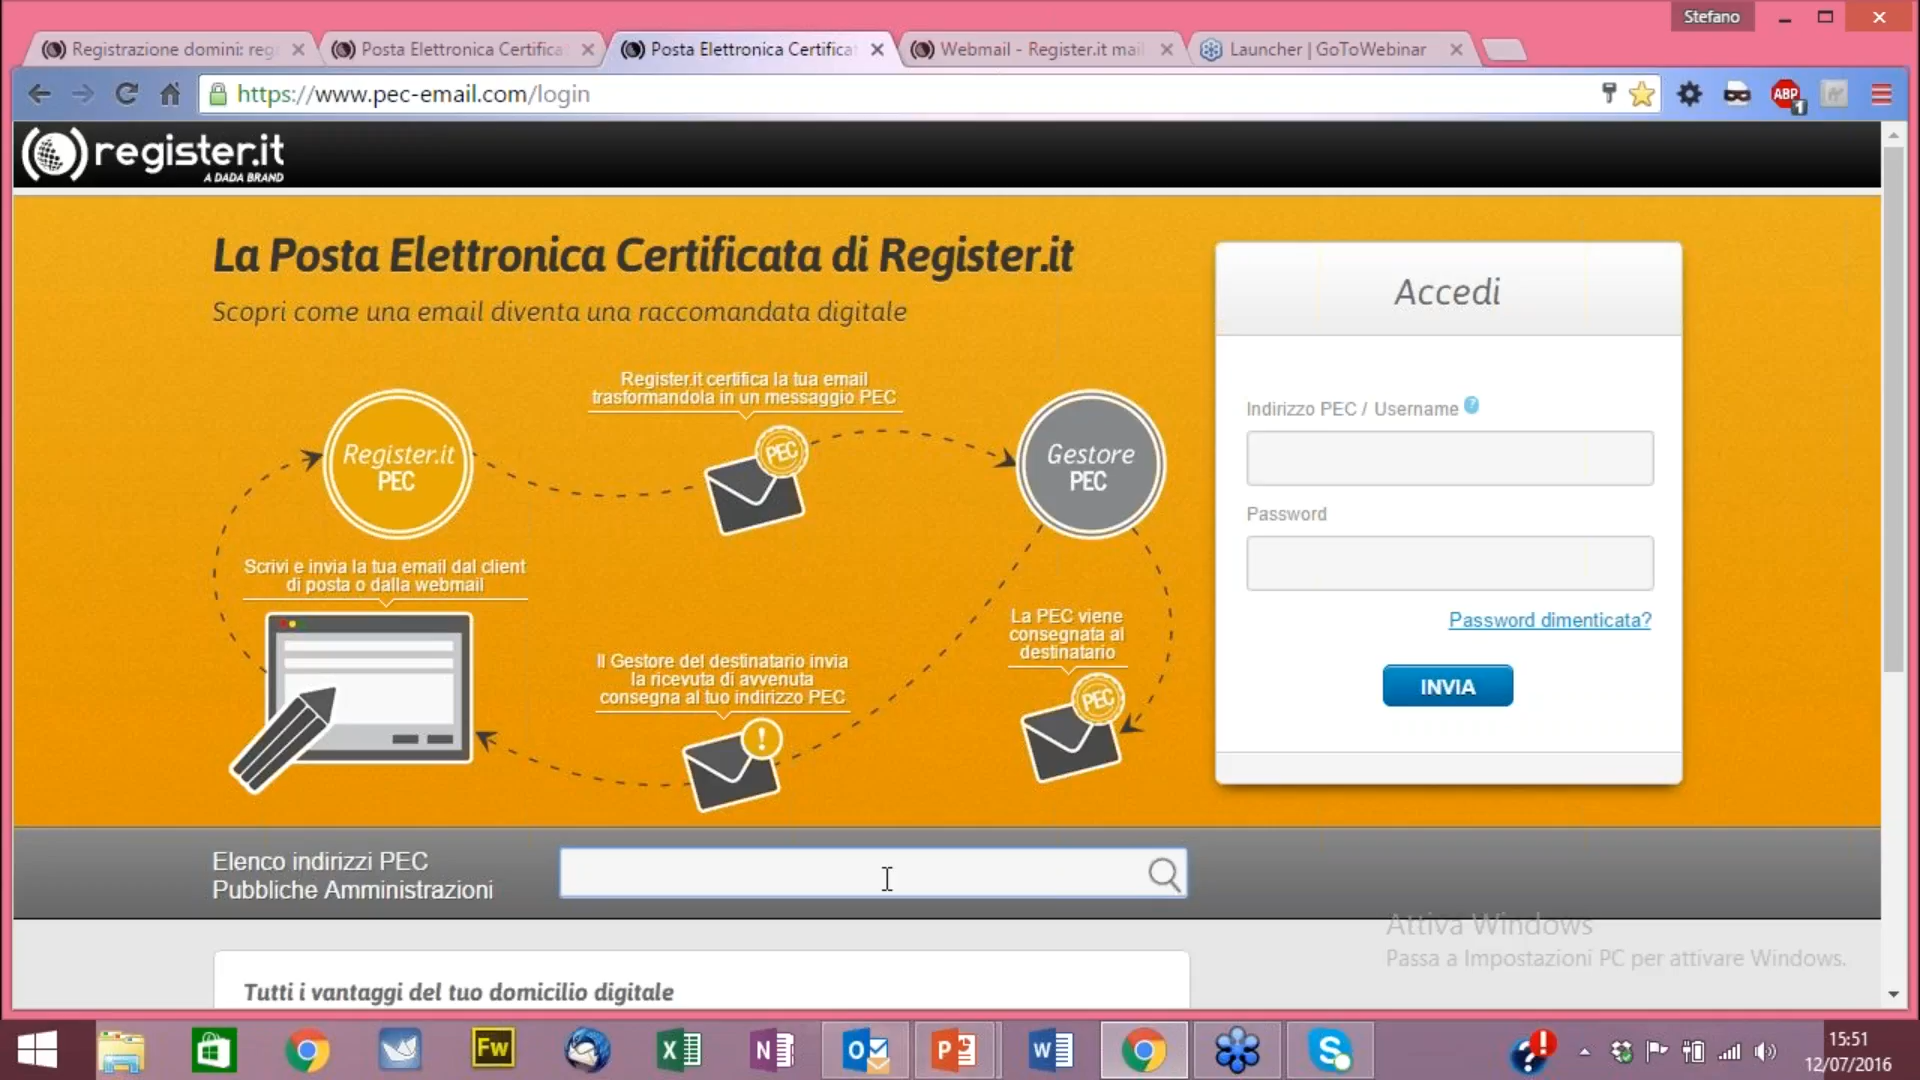 Stefano
Registrazione domini: reg
Posta Elettronica Certifica
Posta Elettronica Certificat
Webmail - Register.it mail
Launcher | GoToWebinar
https://www.pec-email.com/login
ABP
1
register.it
A DADA BRAND
La Posta Elettronica Certificata di Register.it
Scopri come una email diventa una raccomandata digitale
Register.it certifica la tua email
trasformandola in un messaggio PEC
Register.it
PEC
PEC
Gestore
PEC
Scrivi e invia la tua email dal client
di posta o dalla webmail
Il Gestore del destinatario invia
la ricevuta di avvenuta
consegna al tuo indirizzo PEC
!
La PEC viene
consegnata al
destinatario
PEC
Accedi
Indirizzo PEC / Username ?
Password
Password dimenticata?
INVIA
Elenco indirizzi PEC
Pubbliche Amministrazioni
Attiva Windows
Passa a Impostazioni PC per attivare Windows.
Tutti i vantaggi del tuo domicilio digitale
Fw
15:51
12/07/2016